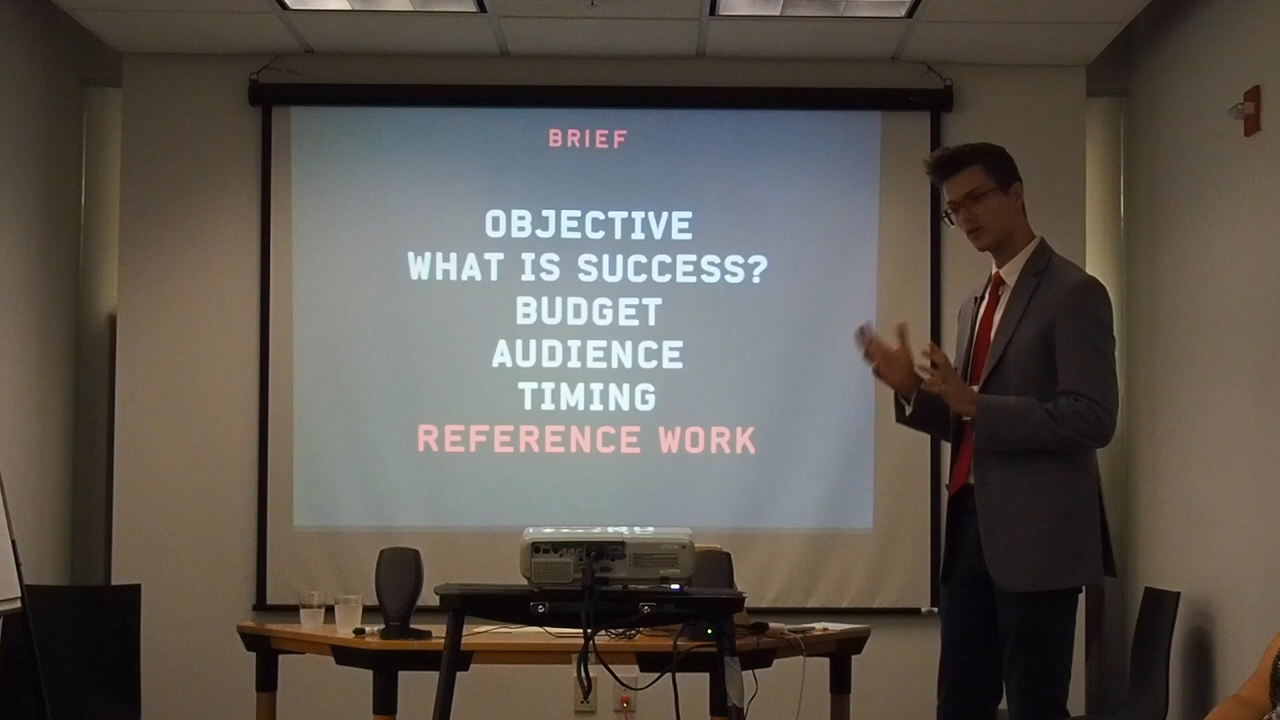 BRIEF
OBJECTIVE
WHAT IS SUCCESS?
BUDGET
AUDIENCE
TIMING
REFERENCE WORK